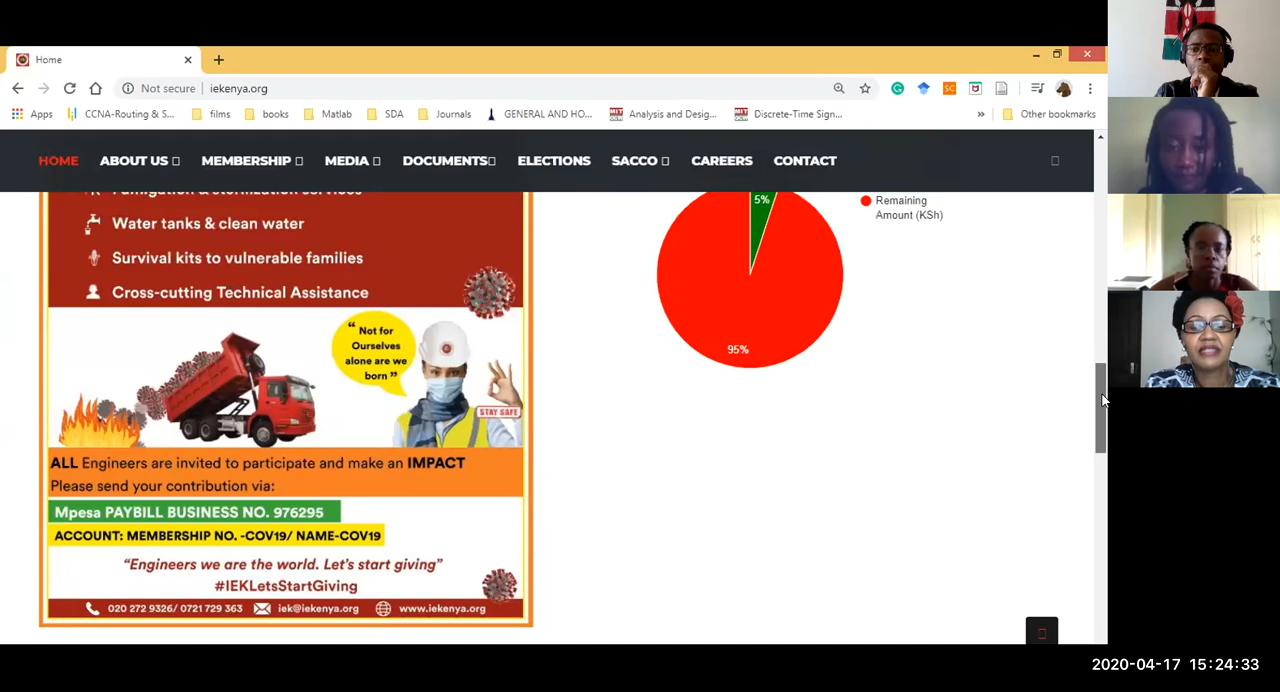 Home
Not secure
iekenya.org
Apps
CCNA-Routing & S...
films
books
Matlab
SDA
Journals
GENERAL AND HO...
Analysis and Desig...
Discrete-Time Sign...
»
Other bookmarks
HOME
ABOUT US
MEMBERSHIP
MEDIA
DOCUMENTS
ELECTIONS
SACCO
CAREERS
CONTACT
Fumigation & sterilization services
Water tanks & clean water
Survival kits to vulnerable families
Cross-cutting Technical Assistance
5%
95%
Remaining
Amount (KSh)
“ Not for
Ourselves
alone are we
born ”
STAY SAFE
ALL Engineers are invited to participate and make an IMPACT
Please send your contribution via:
Mpesa PAYBILL BUSINESS NO. 976295
ACCOUNT: MEMBERSHIP NO. -COV19/ NAME-COV19
“Engineers we are the world. Let’s start giving”
#IEKLetsStartGiving
020 272 9326/ 0721 729 363
iek@iekenya.org
www.iekenya.org
2020-04-17 15:24:33